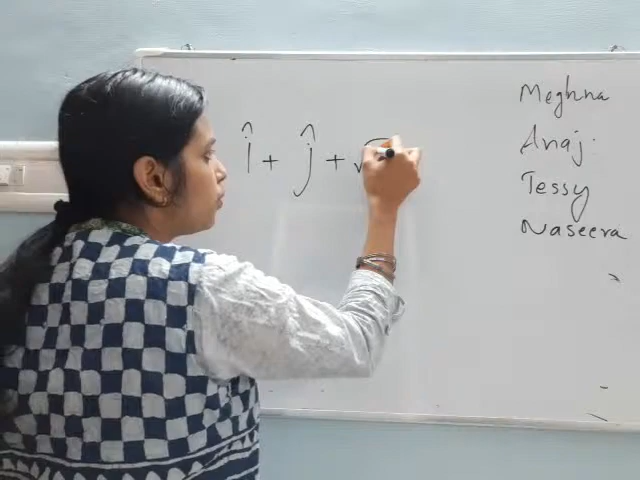 î + ĵ + √
Meghna
Anaj.
Tessy
Naseera